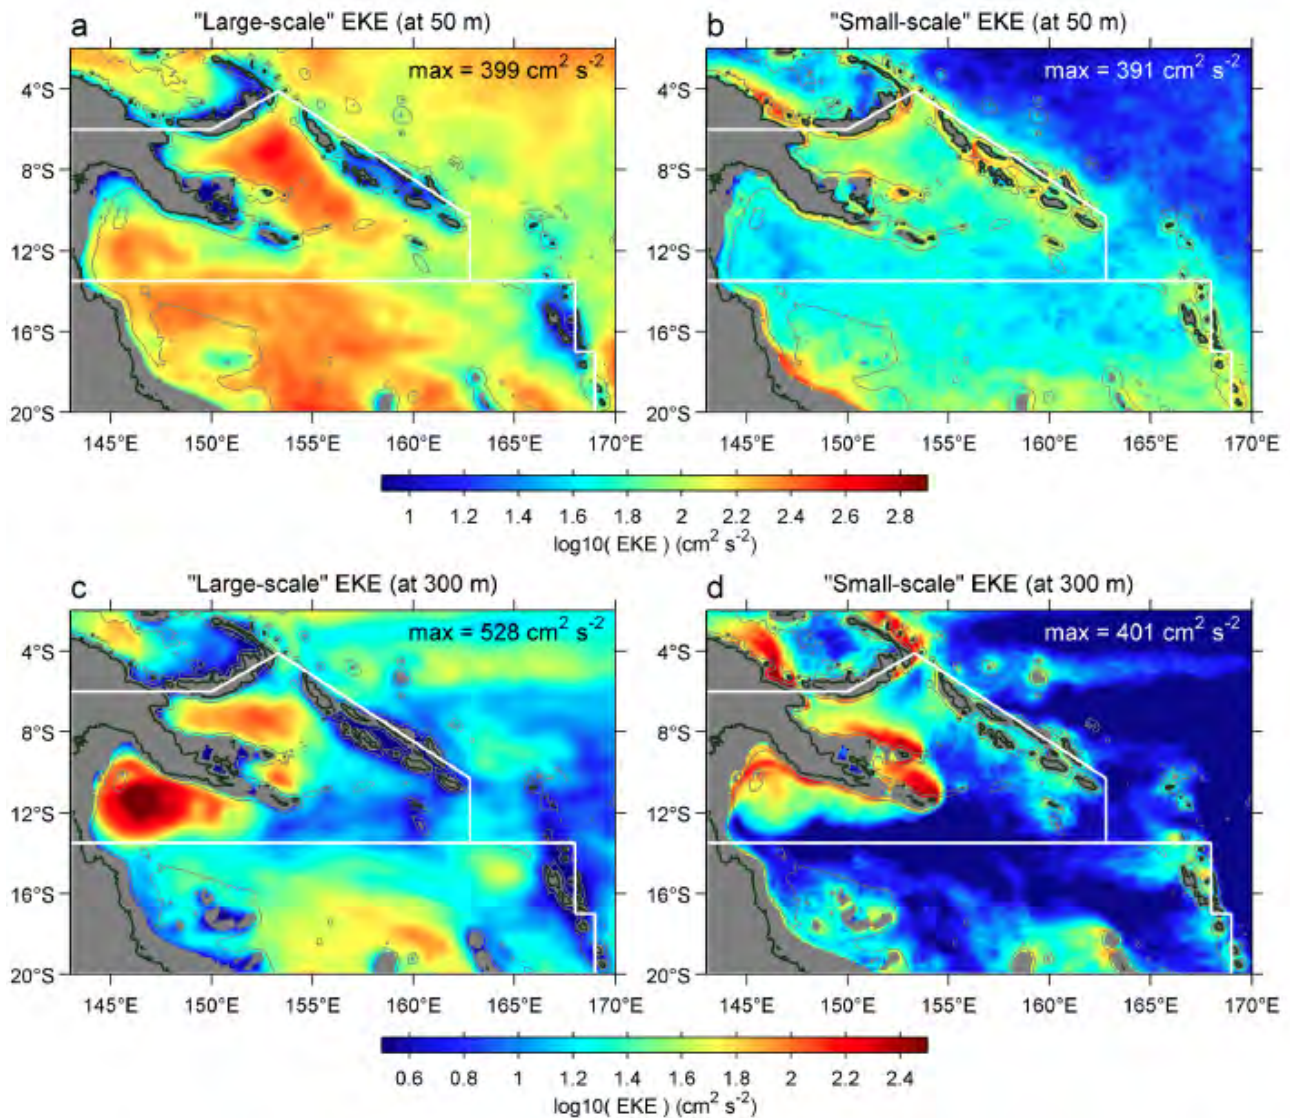 a "Large-scale" EKE (at 50 m)
max = 399 cm² s⁻²
4°S
8°S
12°S
16°S
20°S
145°E 150°E 155°E 160°E 165°E
b "Small-scale" EKE (at 50 m)
max = 391 cm² s⁻²
4°S
8°S
12°S
16°S
20°S
145°E 150°E 155°E 160°E 165°E 170°E
1 1.2 1.4 1.6 1.8 2 2.2 2.4 2.6 2.8
log10( EKE ) (cm² s⁻²)
c "Large-scale" EKE (at 300 m)
max = 528 cm² s⁻²
4°S
8°S
12°S
16°S
20°S
145°E 150°E 155°E 160°E 165°E
d "Small-scale" EKE (at 300 m)
max = 401 cm² s⁻²
4°S
8°S
12°S
16°S
20°S
145°E 150°E 155°E 160°E 165°E 170°E
0.6 0.8 1 1.2 1.4 1.6 1.8 2 2.2 2.4
log10( EKE ) (cm² s⁻²)